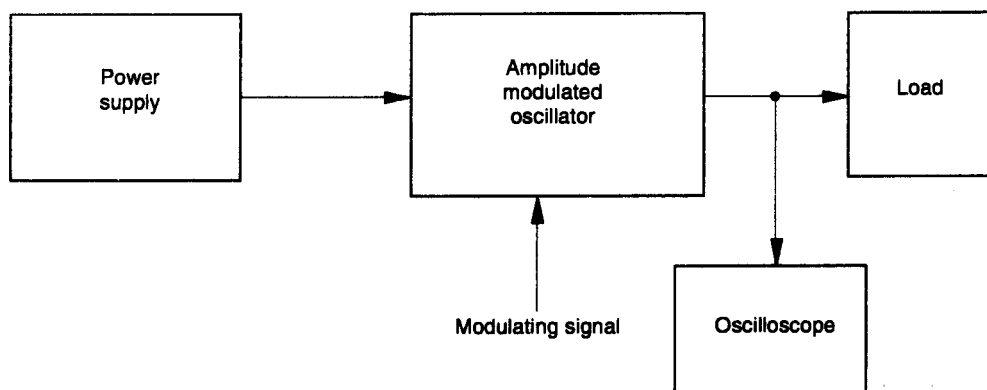 Power
supply
Amplitude
modulated
oscillator
Load
Modulating signal
Oscilloscope